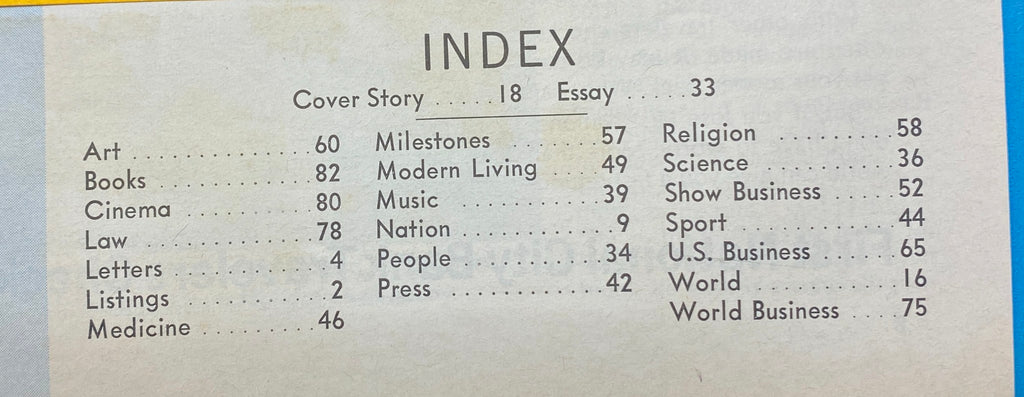 INDEX
Cover Story . . . . . 18 Essay . . . . . 33
Art . . . . . . . . . . . . . . 60
Books . . . . . . . . . . . . 82
Cinema . . . . . . . . . . 80
Law . . . . . . . . . . . . . 78
Letters . . . . . . . . . . . 4
Listings . . . . . . . . . . . 2
Medicine . . . . . . . . . 46
Milestones . . . . . . . 57
Modern Living . . . . 49
Music . . . . . . . . . . . 39
Nation . . . . . . . . . . . 9
People . . . . . . . . . . . 34
Press . . . . . . . . . . . . 42
Religion . . . . . . . . . 58
Science . . . . . . . . . . 36
Show Business . . . . . 52
Sport . . . . . . . . . . . . 44
U.S. Business . . . . . . 65
World . . . . . . . . . . . 16
World Business . . . . 75